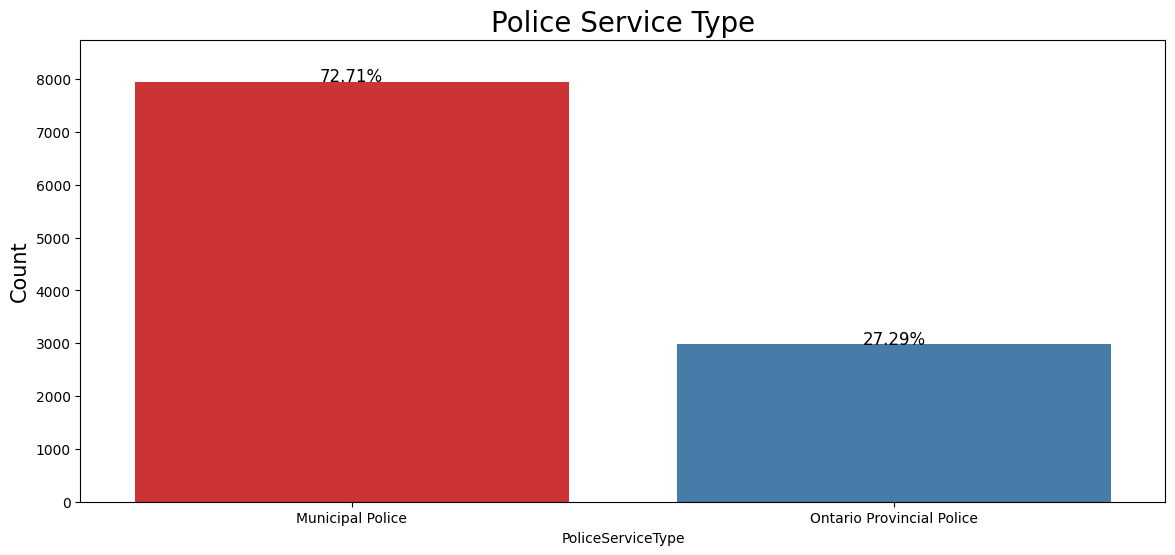 Police Service Type
Count
8000
7000
6000
5000
4000
3000
2000
1000
0
72.71%
27.29%
Municipal Police
Ontario Provincial Police
PoliceServiceType